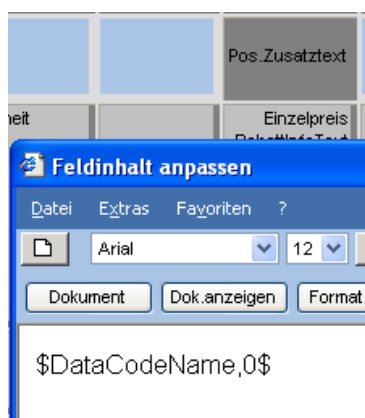 Pos.Zusatztext
heit
Einzelpreis
Feldinhalt anpassen
Datei Extras Favoriten ?
Arial 12
Dokument Dok.anzeigen Format
$DataCodeName,0$